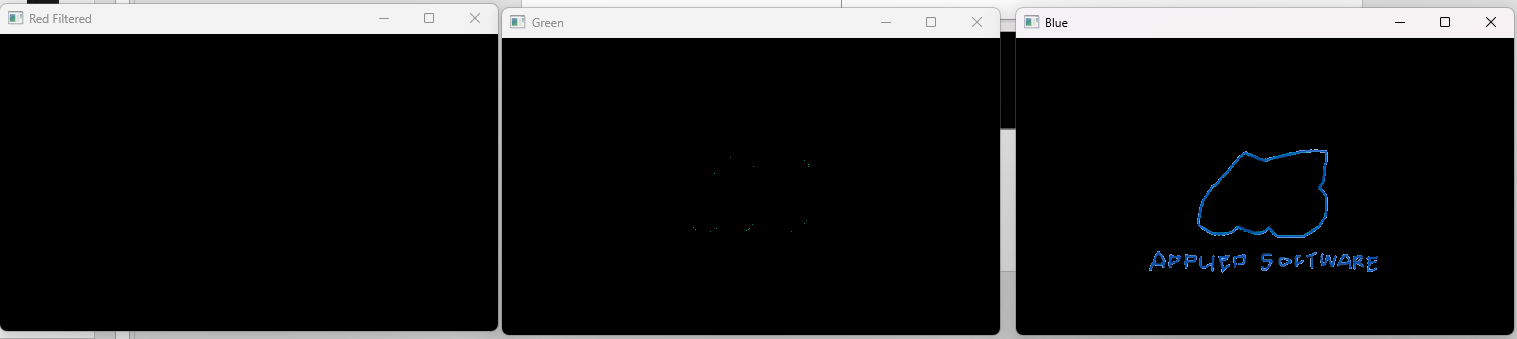 Red Filtered
Green
Blue
APPLIED SOFTWARE